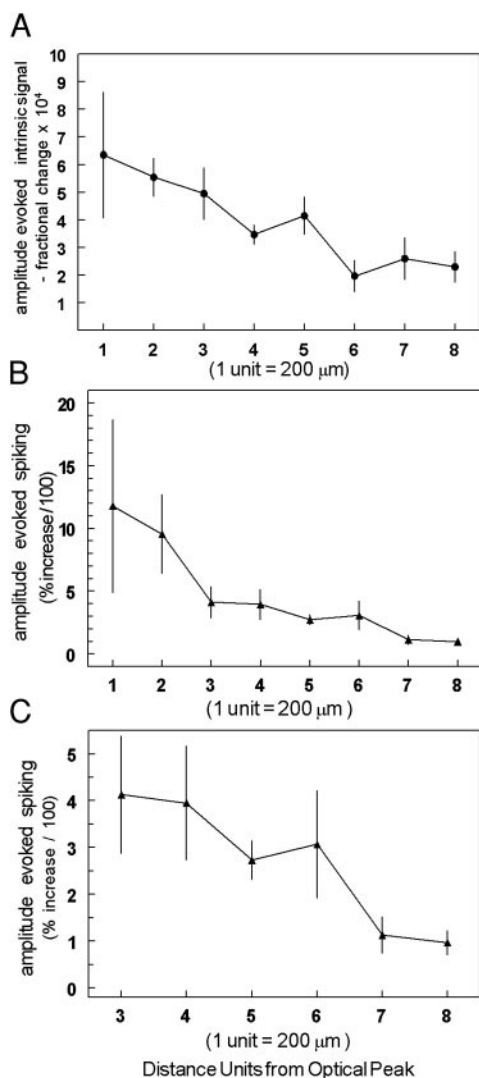 A
amplitude evoked intrinsic signal
- fractional change x 10⁴
10
9
8
7
6
5
4
3
2
1
1 2 3 4 5 6 7 8
(1 unit = 200 μm)
B
amplitude evoked spiking
(% increase/100)
20
15
10
5
0
1 2 3 4 5 6 7 8
(1 unit = 200 μm )
C
amplitude evoked spiking
(% increase / 100)
5
4
3
2
1
0
3 4 5 6 7 8
(1 unit = 200 μm )
Distance Units from Optical Peak